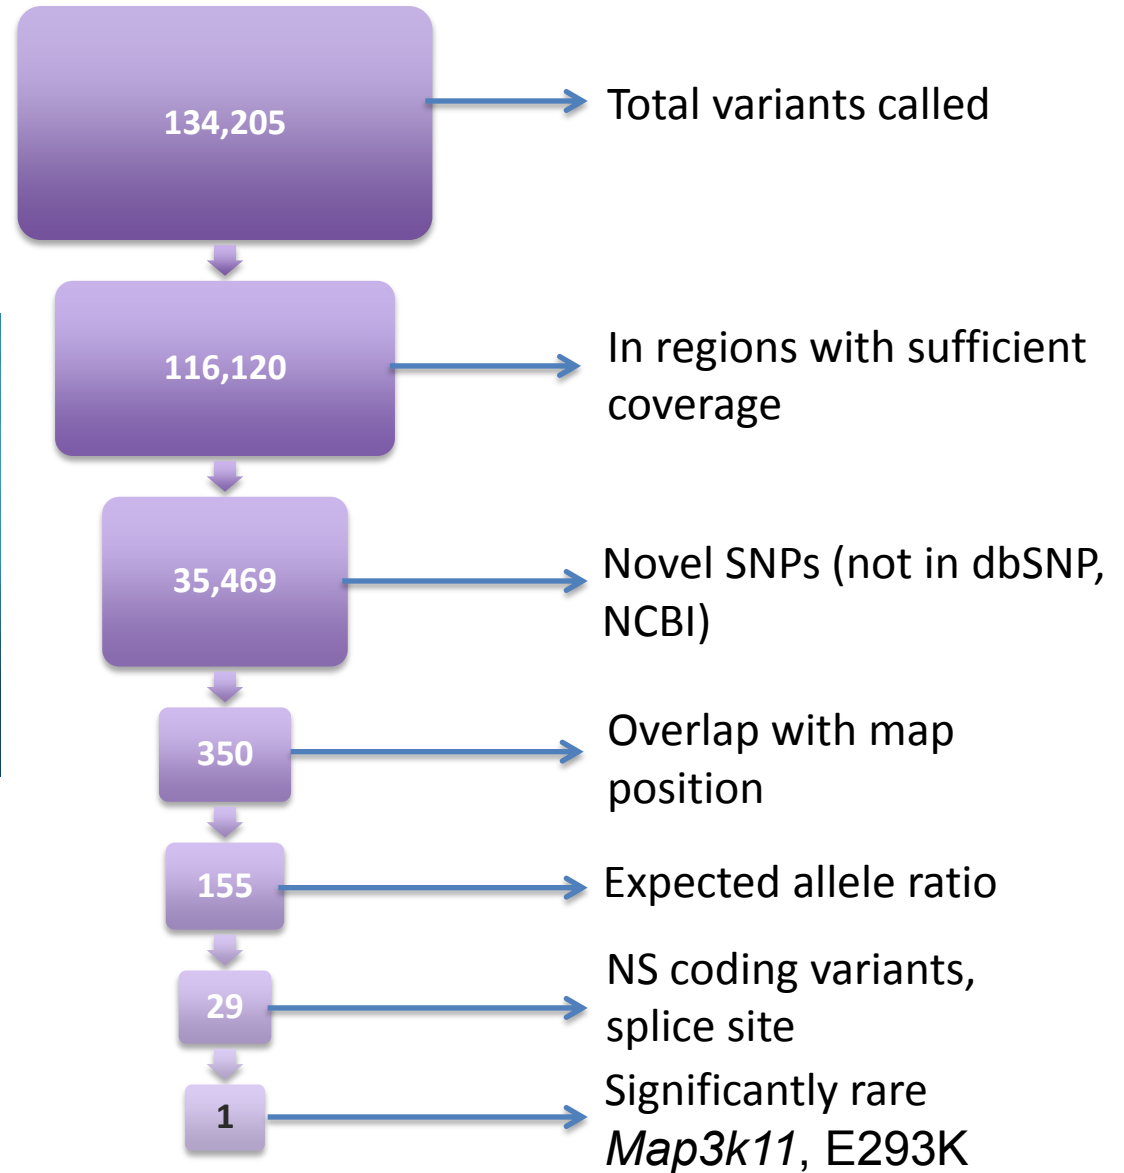 134,205
Total variants called
116,120
In regions with sufficient
coverage
35,469
Novel SNPs (not in dbSNP,
NCBI)
350
Overlap with map
position
155
Expected allele ratio
29
NS coding variants,
splice site
1
Significantly rare
Map3k11, E293K